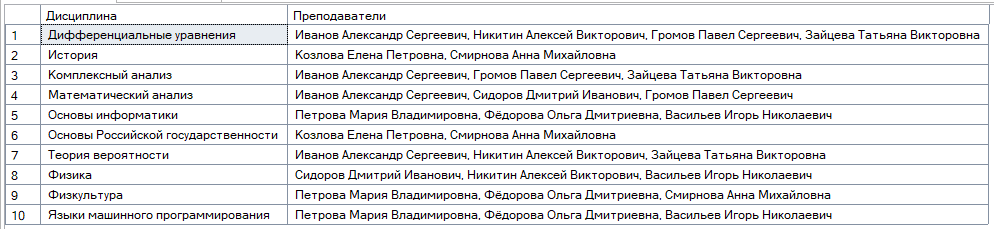 Дисциплина Преподаватели
1 Дифференциальные уравнения Иванов Александр Сергеевич, Никитин Алексей Викторович, Громов Павел Сергеевич, Зайцева Татьяна Викторовна
2 История Козлова Елена Петровна, Смирнова Анна Михайловна
3 Комплексный анализ Иванов Александр Сергеевич, Громов Павел Сергеевич, Зайцева Татьяна Викторовна
4 Математический анализ Иванов Александр Сергеевич, Сидоров Дмитрий Иванович, Громов Павел Сергеевич
5 Основы информатики Петрова Мария Владимировна, Фёдорова Ольга Дмитриевна, Васильев Игорь Николаевич
6 Основы Российской государственности Козлова Елена Петровна, Смирнова Анна Михайловна
7 Теория вероятности Иванов Александр Сергеевич, Никитин Алексей Викторович, Зайцева Татьяна Викторовна
8 Физика Сидоров Дмитрий Иванович, Никитин Алексей Викторович, Васильев Игорь Николаевич
9 Физкультура Петрова Мария Владимировна, Фёдорова Ольга Дмитриевна, Смирнова Анна Михайловна
10 Языки машинного программирования Петрова Мария Владимировна, Фёдорова Ольга Дмитриевна, Васильев Игорь Николаевич